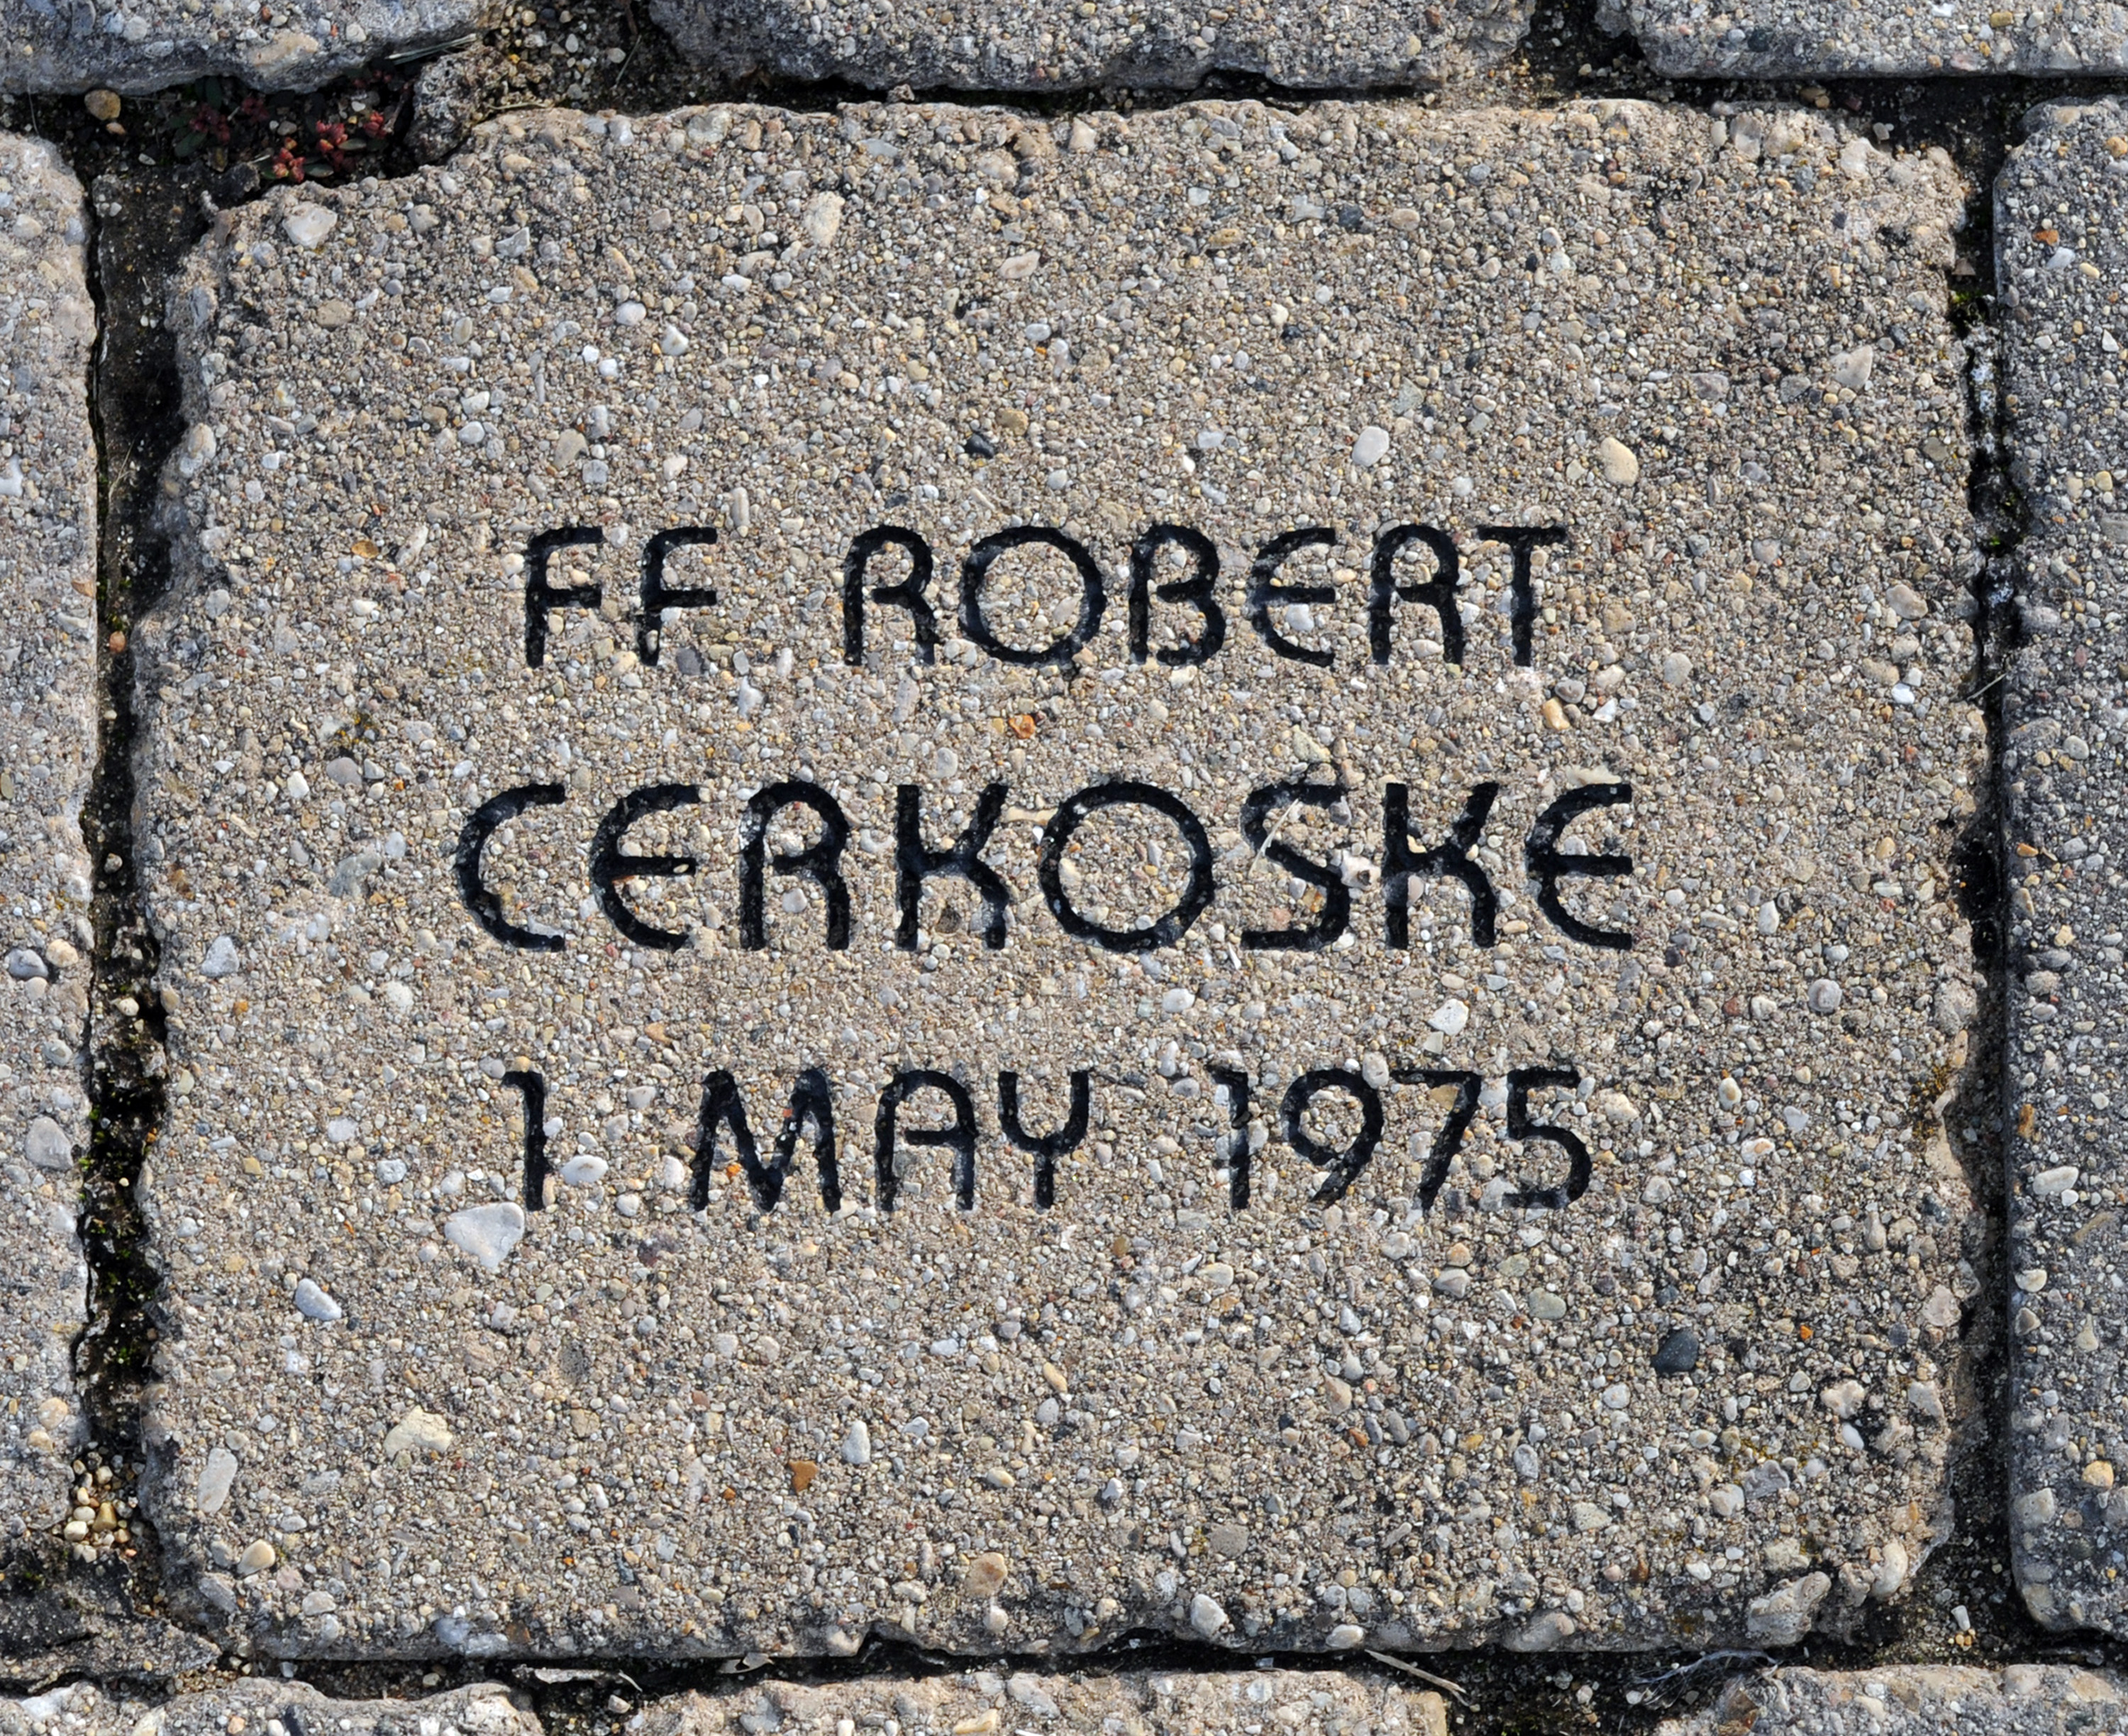 FF ROBERT
CERKOSKE
1 MAY 1975